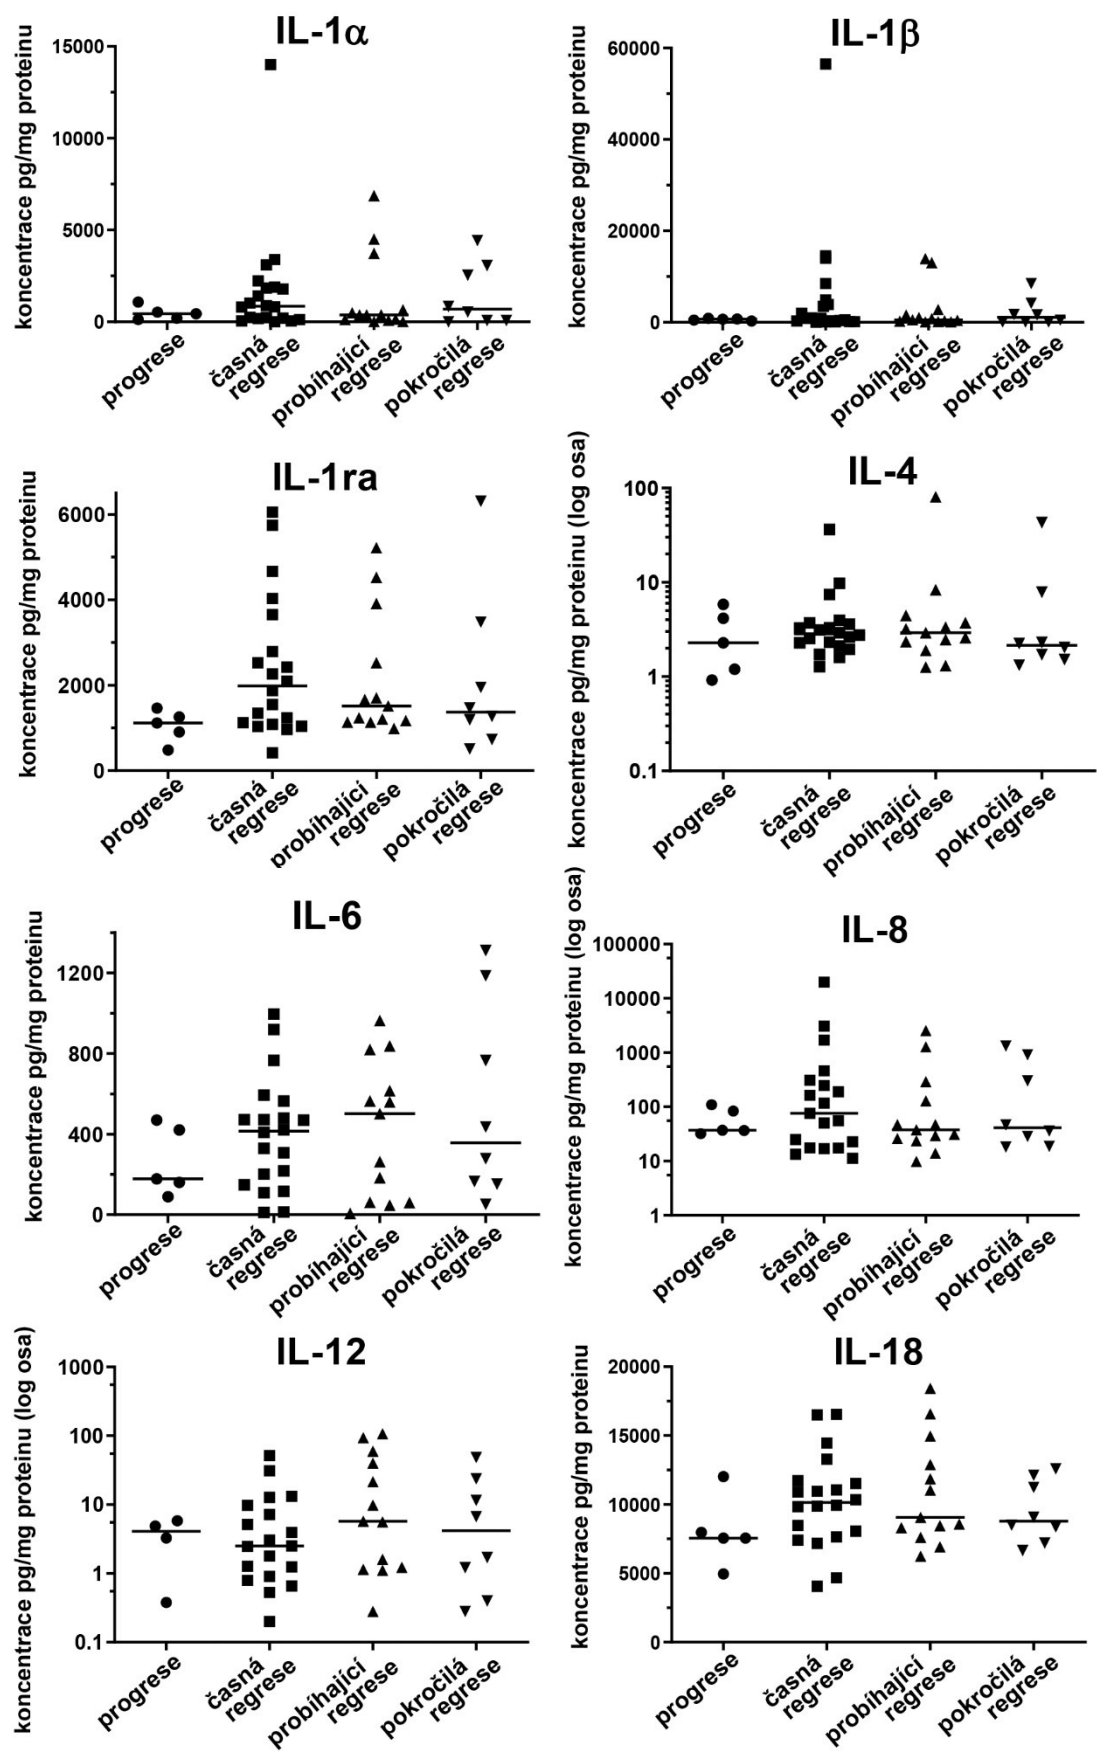 IL-1α
koncentrace pg/mg proteinu
15000
10000
5000
0
progrese
časná
regrese
probíhající
regrese
pokročilá
regrese
IL-1β
koncentrace pg/mg proteinu
60000
40000
20000
0
progrese
časná
regrese
probíhající
regrese
pokročilá
regrese
IL-1ra
koncentrace pg/mg proteinu
6000
4000
2000
0
progrese
časná
regrese
probíhající
regrese
pokročilá
regrese
IL-4
koncentrace pg/mg proteinu (log osa)
100
10
1
0.1
progrese
časná
regrese
probíhající
regrese
pokročilá
regrese
IL-6
koncentrace pg/mg proteinu
1200
800
400
0
progrese
časná
regrese
probíhající
regrese
pokročilá
regrese
IL-8
koncentrace pg/mg proteinu (log osa)
100000
10000
1000
100
10
1
progrese
časná
regrese
probíhající
regrese
pokročilá
regrese
IL-12
koncentrace pg/mg proteinu (log osa)
1000
100
10
1
0.1
progrese
časná
regrese
probíhající
regrese
pokročilá
regrese
IL-18
koncentrace pg/mg proteinu
20000
15000
10000
5000
0
progrese
časná
regrese
probíhající
regrese
pokročilá
regrese